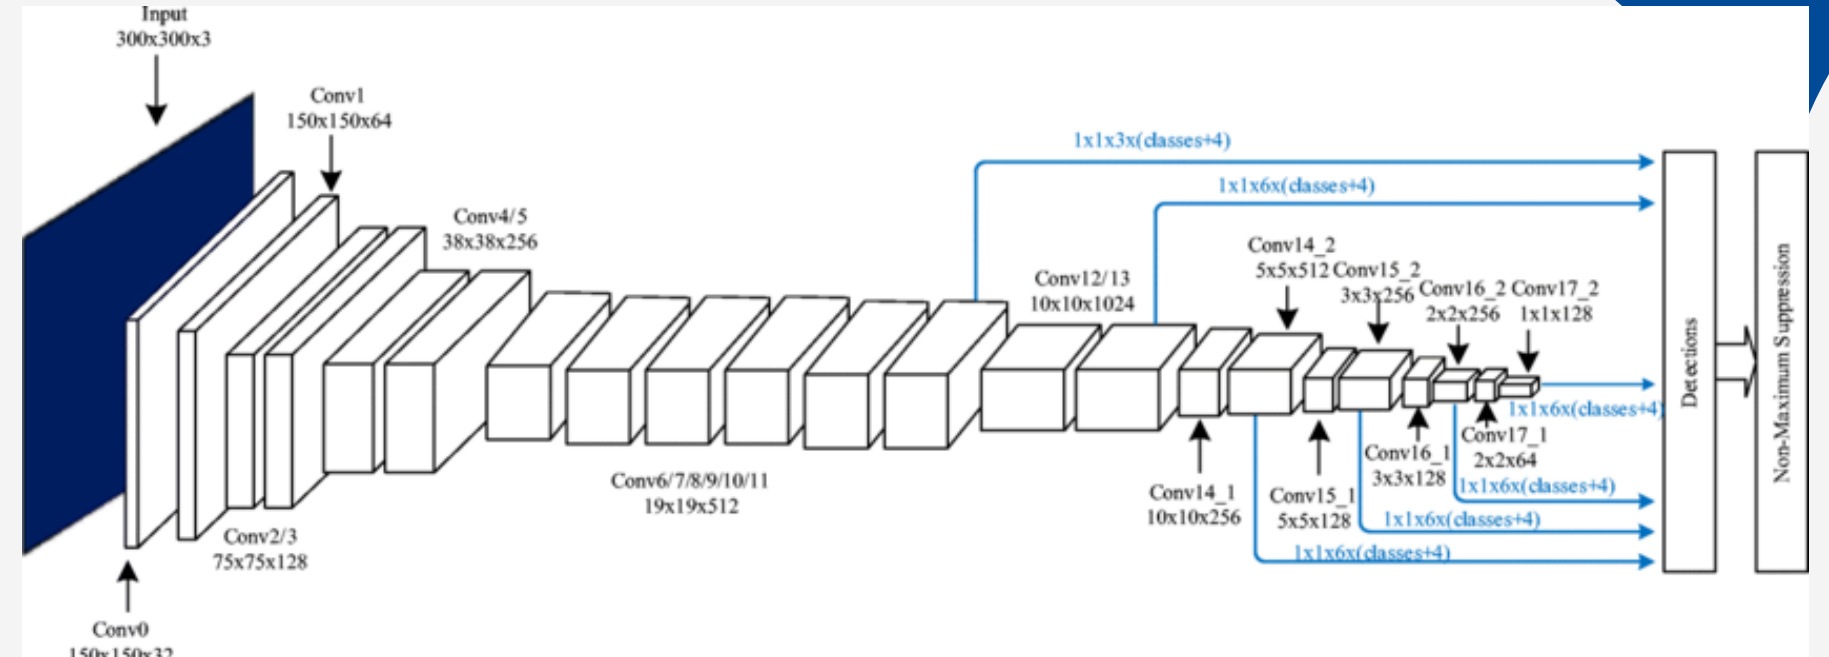 Input
300x300x3
Conv1
150x150x64
1x1x3x(classes+4)
1x1x6x(classes+4)
Conv4/5
38x38x256
Conv14_2
5x5x512
Conv15_2
3x3x256
Conv16_2
2x2x256
Conv17_2
1x1x128
Conv12/13
10x10x1024
Detections
Non-Maximum Suppression
1x1x6x(classes+4)
Conv17_1
2x2x64
Conv16_1
3x3x128
Conv6/7/8/9/10/11
19x19x512
Conv14_1
10x10x256
Conv15_1
5x5x128
1x1x6x(classes+4)
1x1x6x(classes+4)
1x1x6x(classes+4)
Conv2/3
75x75x128
Conv0
150x150x32